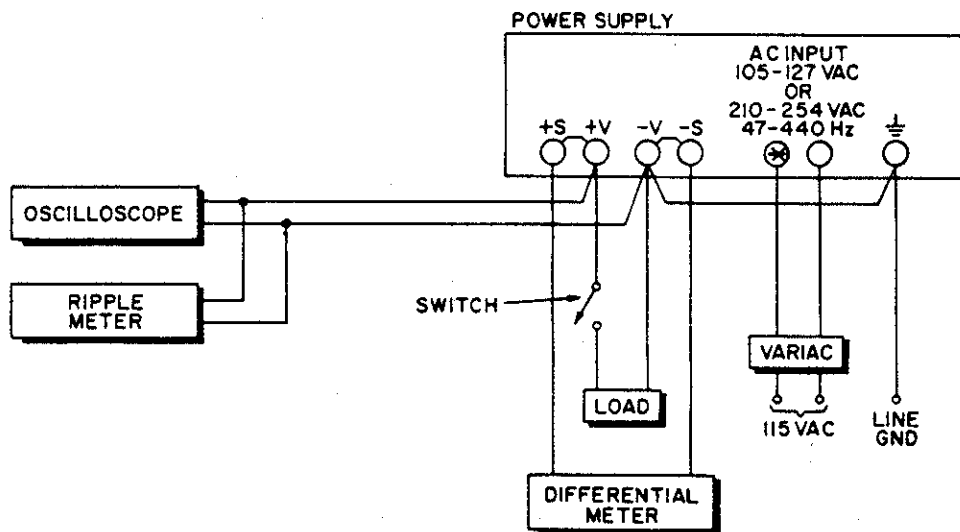 POWER SUPPLY
AC INPUT
105-127 VAC
OR
210-254 VAC
47-440 Hz
+S +V -V -S
OSCILLOSCOPE
RIPPLE
METER
SWITCH
LOAD
VARIAC
115 VAC
LINE
GND
DIFFERENTIAL
METER